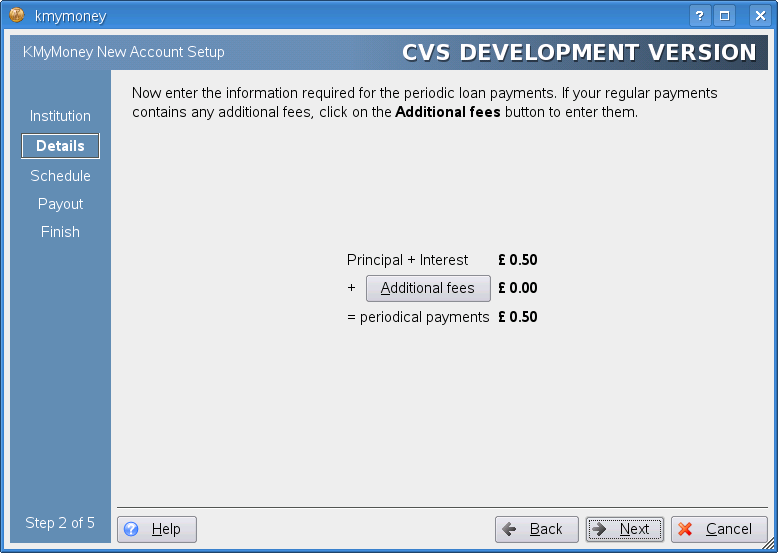 kmymoney
?
KMyMoney New Account Setup
CVS DEVELOPMENT VERSION
Institution
Details
Schedule
Payout
Finish
Step 2 of 5
Now enter the information required for the periodic loan payments. If your regular payments
contains any additional fees, click on the Additional fees button to enter them.
Principal + Interest £ 0.50
+ Additional fees £ 0.00
= periodical payments £ 0.50
? Help
Back
Next
Cancel